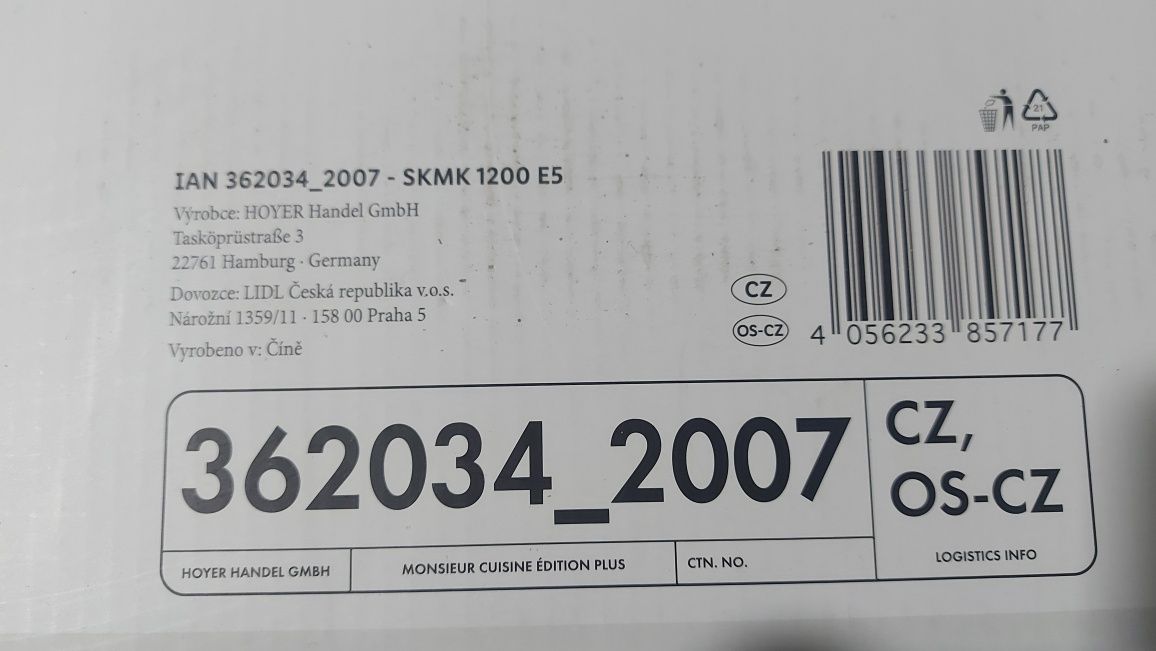 21
PAP
IAN 362034_2007 - SKMK 1200 E5
Výrobce: HOYER Handel GmbH
Tasköprüstraße 3
22761 Hamburg · Germany
Dovozce: LIDL Česká republika v.o.s.
Nárožní 1359/11 · 158 00 Praha 5
Vyrobeno v: Číně
CZ
OS-CZ
4 056233 857177
362034_2007
CZ,
OS-CZ
HOYER HANDEL GMBH
MONSIEUR CUISINE ÉDITION PLUS
CTN. NO.
LOGISTICS INFO